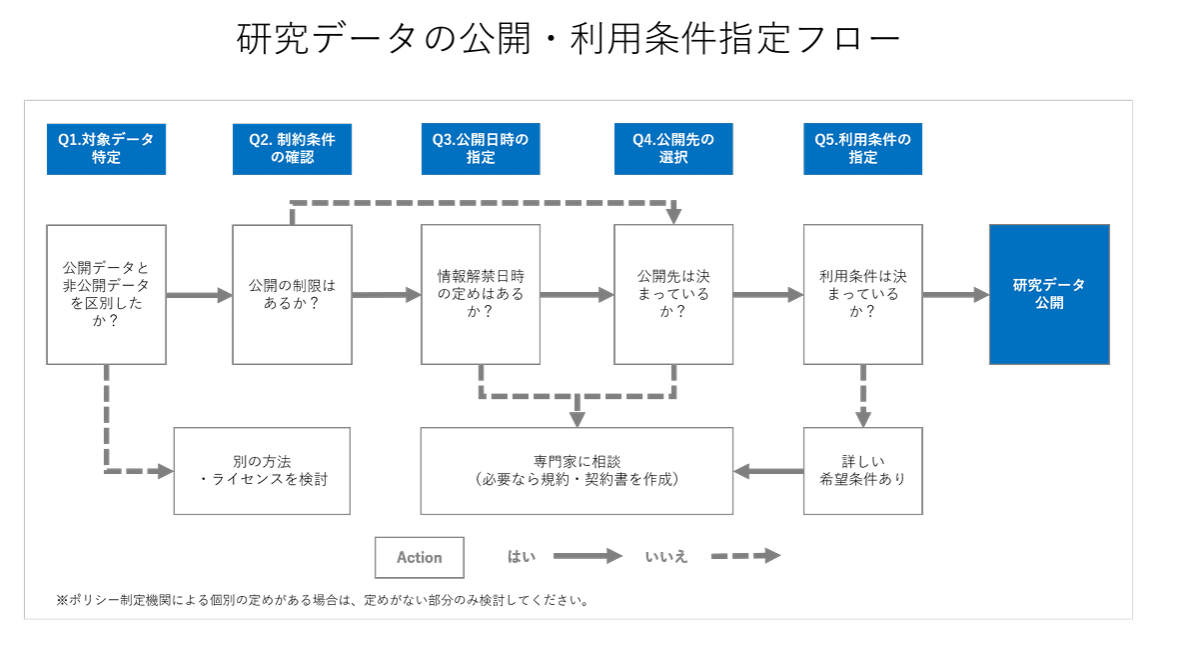 研究データの公開・利用条件指定フロー
Q1.対象データ
特定
Q2. 制約条件
の確認
Q3.公開日時の
指定
Q4.公開先の
選択
Q5.利用条件の
指定
公開データと
非公開データ
を区別した
か？
公開の制限は
あるか？
情報解禁日時
の定めはある
か？
公開先は決
まっている
か？
利用条件は決
まっている
か？
研究データ
公開
別の方法
・ライセンスを検討
専門家に相談
（必要なら規約・契約書を作成）
詳しい
希望条件あり
Action
はい
いいえ
※ポリシー制定機関による個別の定めがある場合は、定めがない部分のみ検討してください。